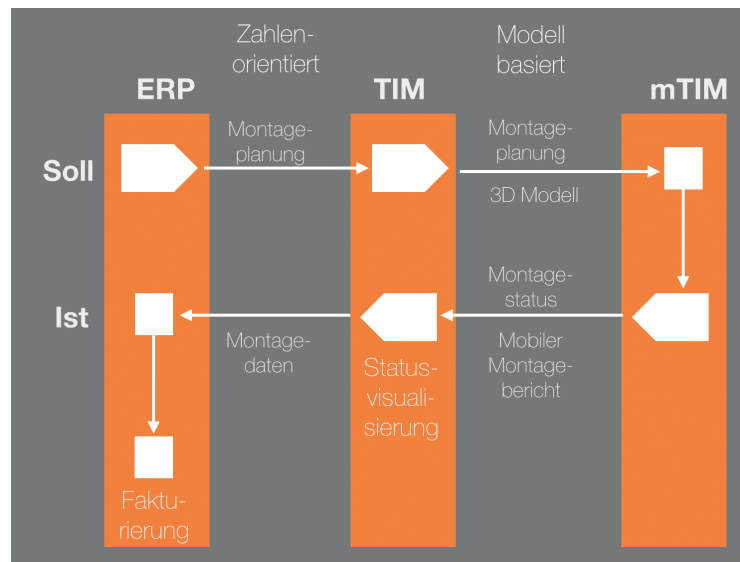 Zahlen-
orientiert
Modell
basiert
ERP
TIM
mTIM
Soll
Montage-
planung
Montage-
planung
3D Modell
Ist
Montage-
daten
Status-
visuali-
sierung
Montage-
status
Mobiler
Montage-
bericht
Faktu-
rierung